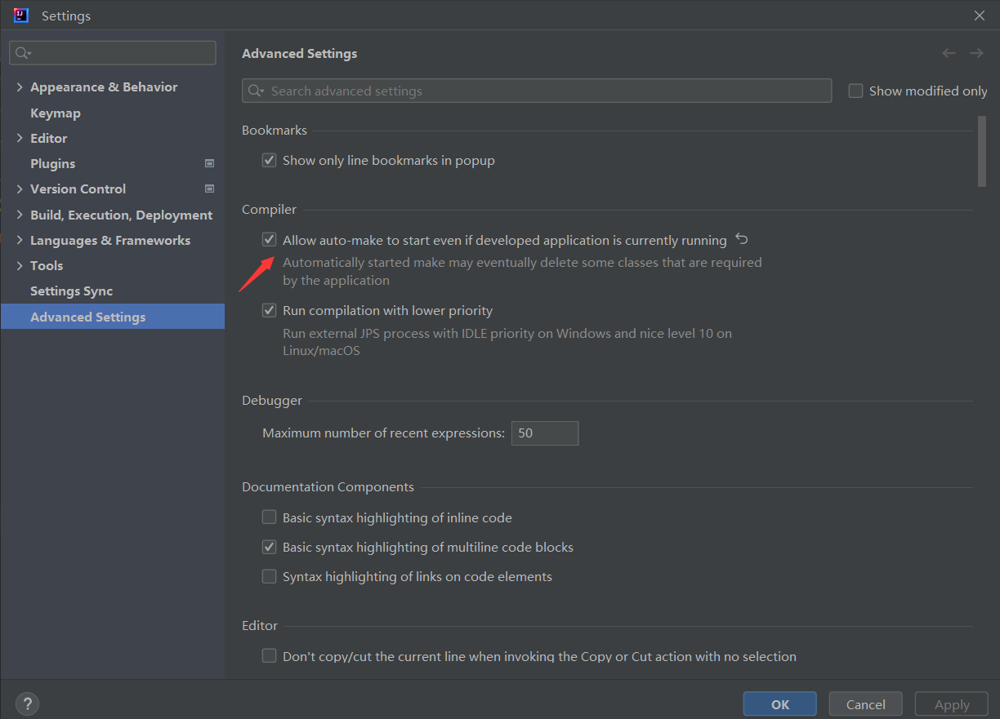 Settings
Appearance & Behavior
Keymap
Editor
Plugins
Version Control
Build, Execution, Deployment
Languages & Frameworks
Tools
Settings Sync
Advanced Settings
Advanced Settings
Search advanced settings
Show modified only
Bookmarks
Show only line bookmarks in popup
Compiler
Allow auto-make to start even if developed application is currently running
Automatically started make may eventually delete some classes that are required
by the application
Run compilation with lower priority
Run external JPS process with IDLE priority on Windows and nice level 10 on
Linux/macOS
Debugger
Maximum number of recent expressions: 50
Documentation Components
Basic syntax highlighting of inline code
Basic syntax highlighting of multiline code blocks
Syntax highlighting of links on code elements
Editor
Don't copy/cut the current line when invoking the Copy or Cut action with no selection
?
OK
Cancel
Apply